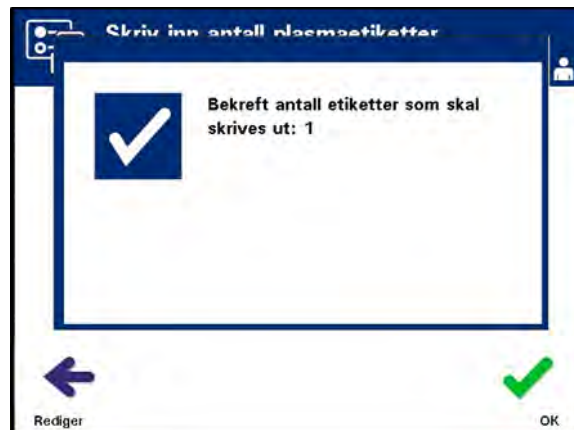 Skriv inn antall plasmaetiketter
Bekreft antall etiketter som skal
skrives ut: 1
Rediger
OK